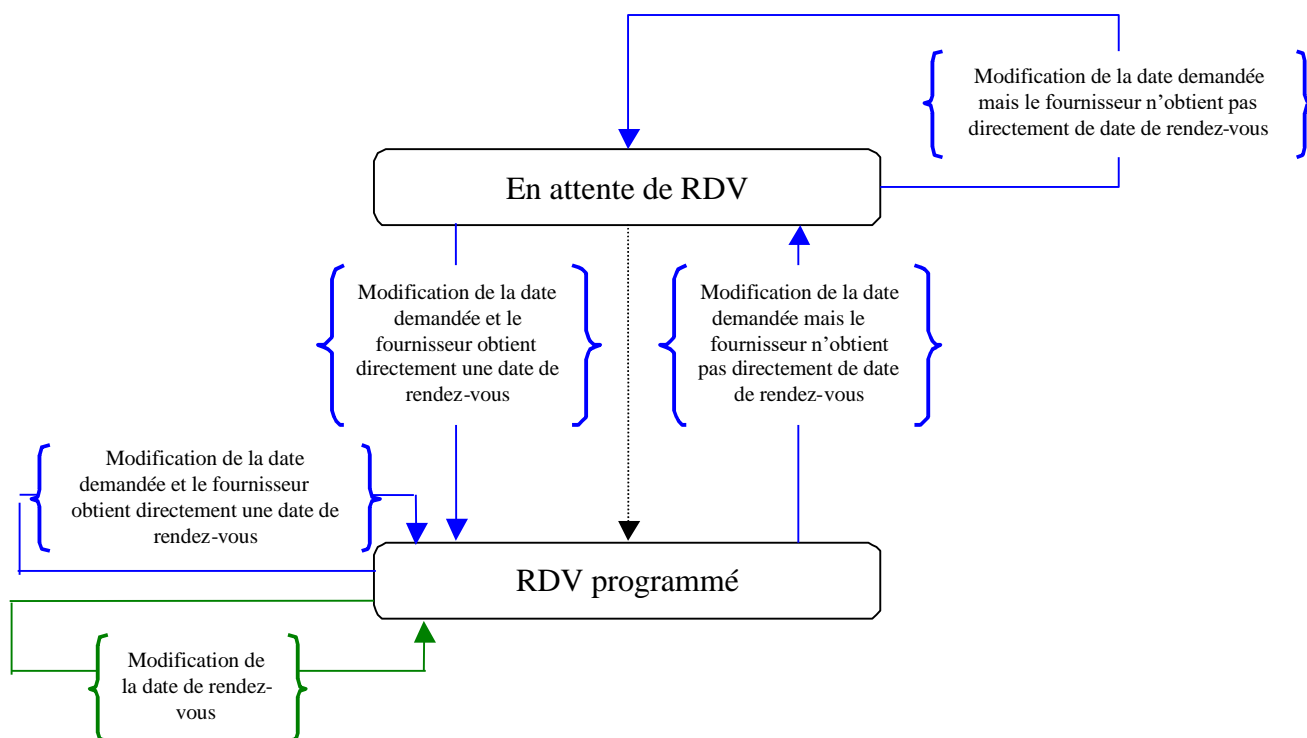 Modification de la date demandée
mais le fournisseur n’obtient pas
directement de date de rendez-vous
En attente de RDV
Modification de la date
demandée et le
fournisseur obtient
directement une date de
rendez-vous
Modification de la date
demandée mais le
fournisseur n’obtient
pas directement de date
de rendez-vous
Modification de la date
demandée et le fournisseur
obtient directement une date de
rendez-vous
RDV programmé
Modification de
la date de rendez-
vous